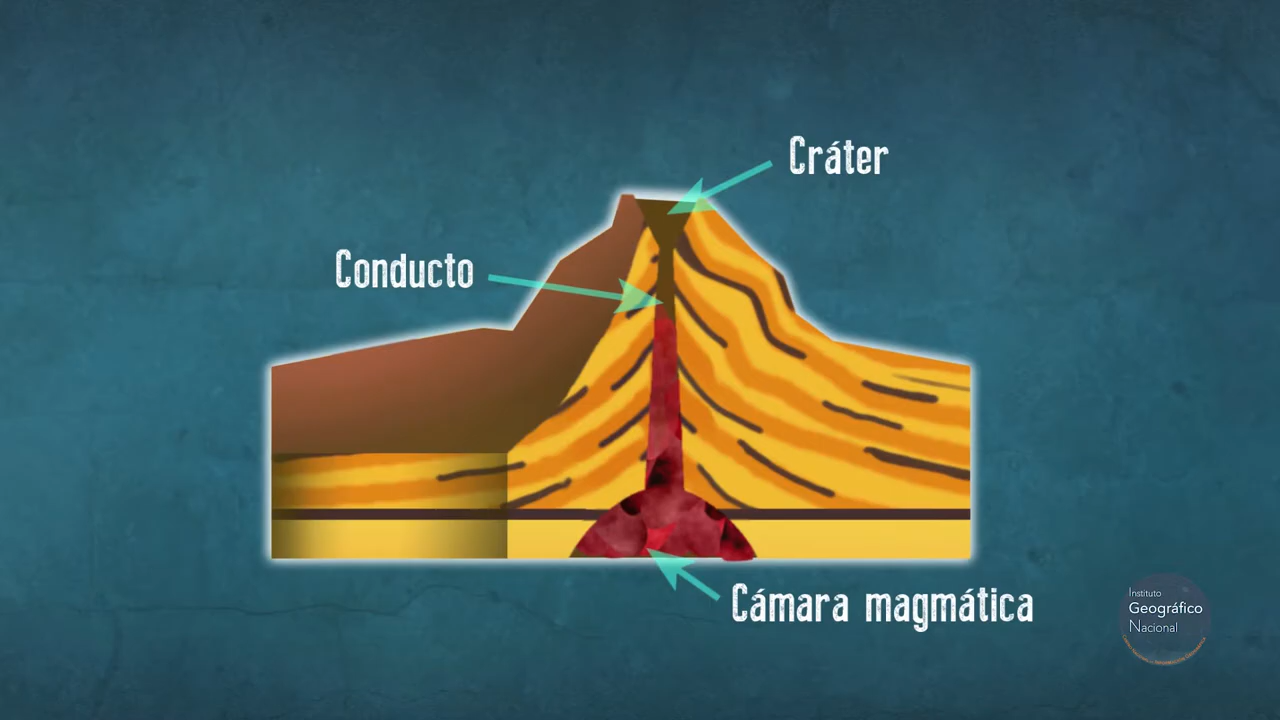 Cráter
Conducto
Cámara magmática
Instituto
Geográfico
Nacional